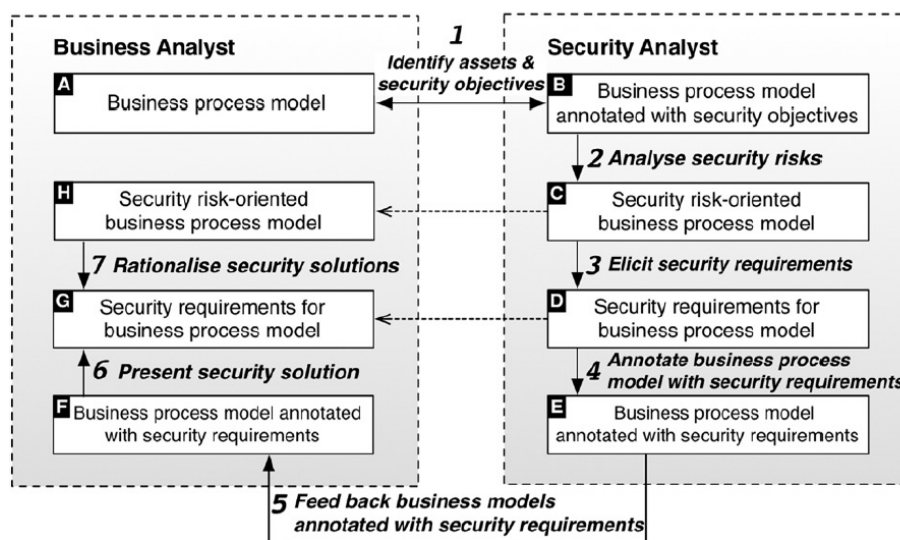 Business Analyst
1
Identify assets &
security objectives
Security Analyst
A
Business process model
B
Business process model
annotated with security objectives
2 Analyse security risks
H
Security risk-oriented
business process model
C
Security risk-oriented
business process model
7 Rationalise security solutions
3 Elicit security requirements
G
Security requirements for
business process model
D
Security requirements for
business process model
6 Present security solution
4 Annotate business process
model with security requirements
F
Business process model annotated
with security requirements
E
Business process model
annotated with security requirements
5 Feed back business models
annotated with security requirements